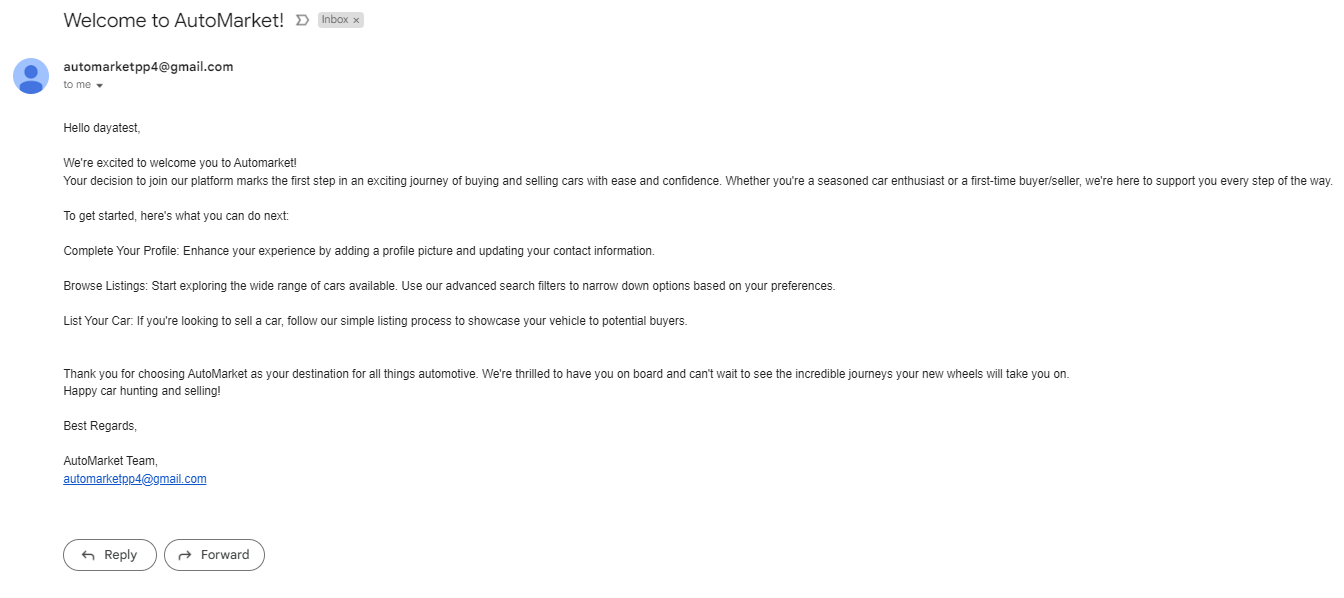 Welcome to AutoMarket! Inbox ×
automarketpp4@gmail.com
to me
Hello dayatest,
We're excited to welcome you to Automarket!
Your decision to join our platform marks the first step in an exciting journey of buying and selling cars with ease and confidence. Whether you're a seasoned car enthusiast or a first-time buyer/seller, we're here to support you every step of the way.
To get started, here's what you can do next:
Complete Your Profile: Enhance your experience by adding a profile picture and updating your contact information.
Browse Listings: Start exploring the wide range of cars available. Use our advanced search filters to narrow down options based on your preferences.
List Your Car: If you're looking to sell a car, follow our simple listing process to showcase your vehicle to potential buyers.
Thank you for choosing AutoMarket as your destination for all things automotive. We're thrilled to have you on board and can't wait to see the incredible journeys your new wheels will take you on.
Happy car hunting and selling!
Best Regards,
AutoMarket Team,
automarketpp4@gmail.com
Reply Forward